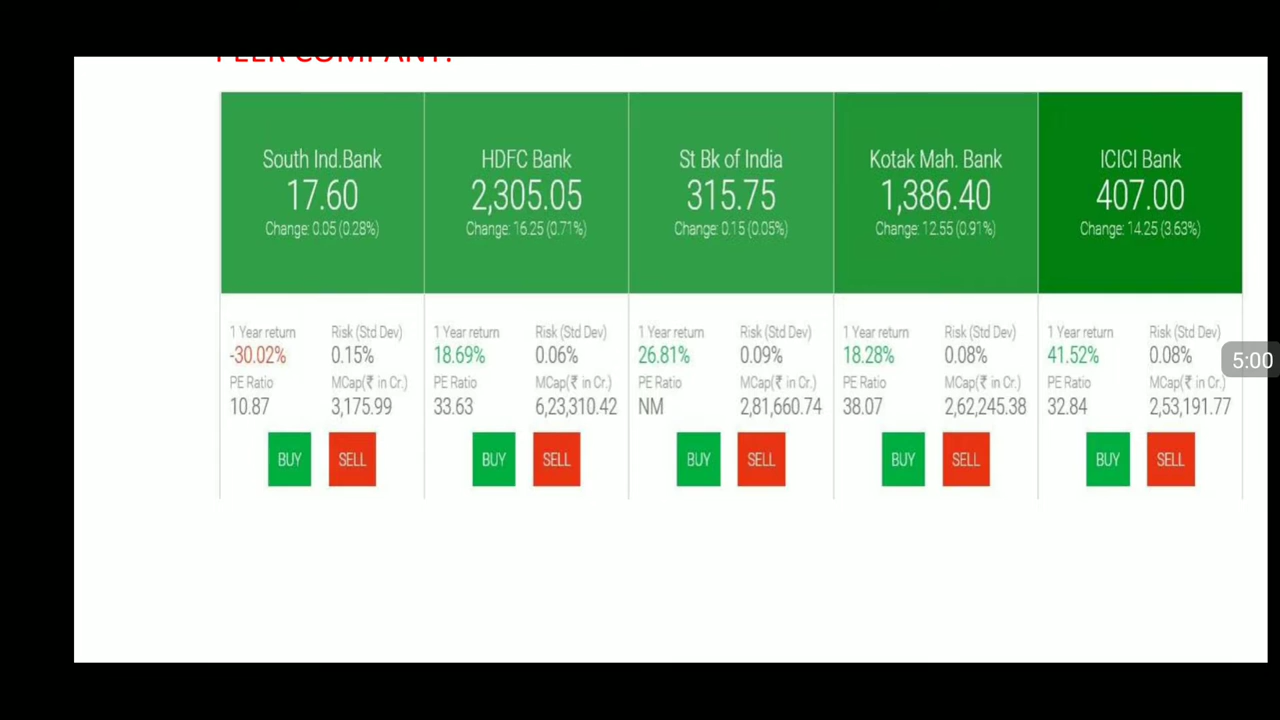 PEER COMPANY:
South Ind.Bank
17.60
Change: 0.05 (0.28%)
1 Year return Risk (Std Dev)
-30.02% 0.15%
PE Ratio MCap(₹ in Cr.)
10.87 3,175.99
BUY SELL
HDFC Bank
2,305.05
Change: 16.25 (0.71%)
1 Year return Risk (Std Dev)
18.69% 0.06%
PE Ratio MCap(₹ in Cr.)
33.63 6,23,310.42
BUY SELL
St Bk of India
315.75
Change: 0.15 (0.05%)
1 Year return Risk (Std Dev)
26.81% 0.09%
PE Ratio MCap(₹ in Cr.)
NM 2,81,660.74
BUY SELL
Kotak Mah. Bank
1,386.40
Change: 12.55 (0.91%)
1 Year return Risk (Std Dev)
18.28% 0.08%
PE Ratio MCap(₹ in Cr.)
38.07 2,62,245.38
BUY SELL
ICICI Bank
407.00
Change: 14.25 (3.63%)
1 Year return Risk (Std Dev)
41.52% 0.08%
PE Ratio MCap(₹ in Cr.)
32.84 2,53,191.77
BUY SELL
5:00